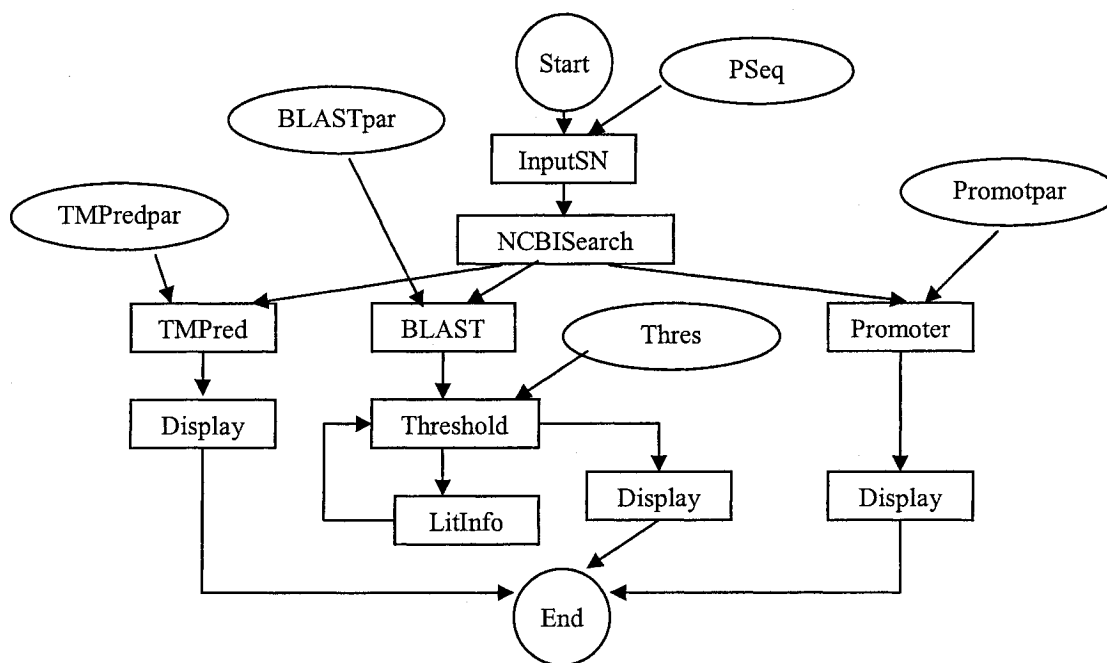 Start
PSeq
BLASTpar
InputSN
TMPredpar
Promotpar
NCBISearch
TMPred
BLAST
Thres
Promoter
Display
Threshold
LitInfo
Display
Display
End